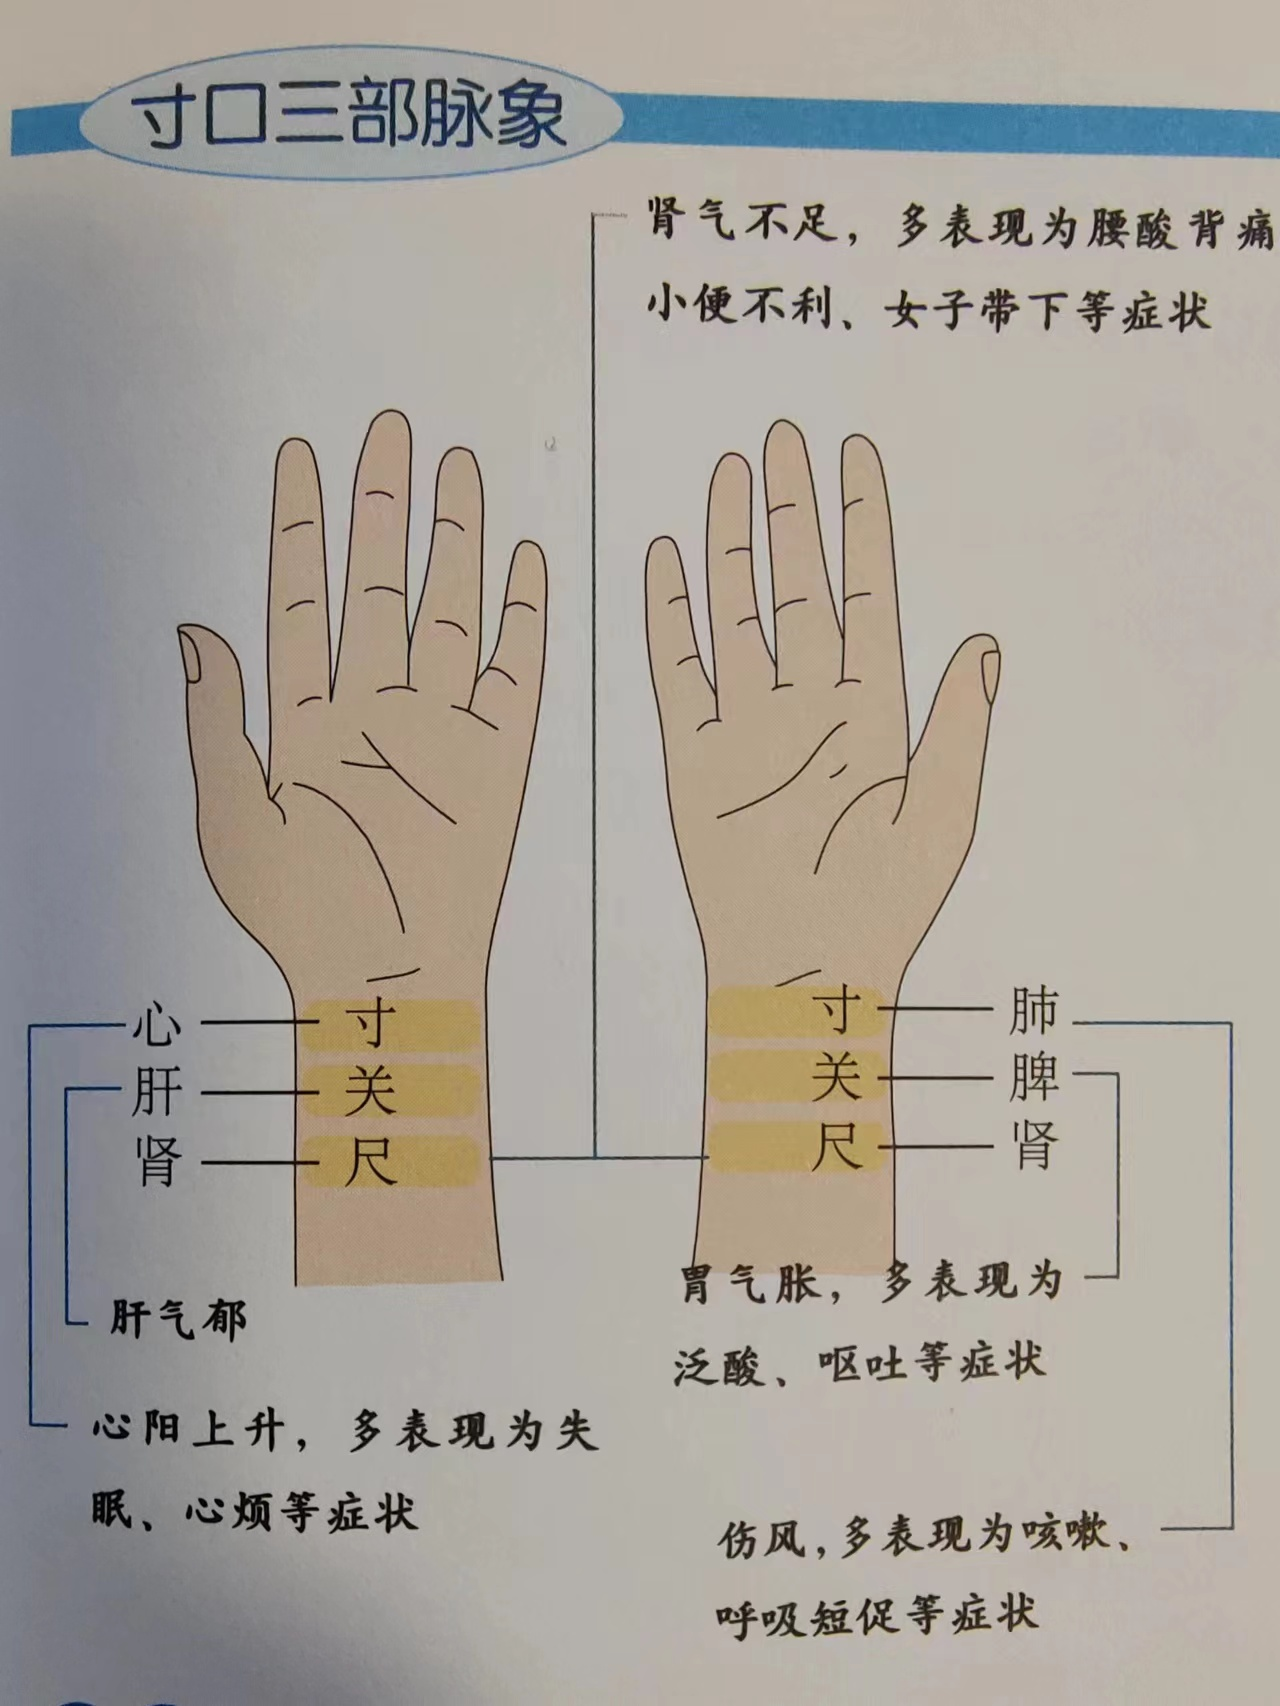 寸口三部脉象
肾气不足，多表现为腰酸背痛
小便不利、女子带下等症状
心 寸
肝 关
肾 尺
寸 肺
关 脾
尺 肾
肝气郁
心阳上升，多表现为失
眠、心烦等症状
胃气胀，多表现为
泛酸、呕吐等症状
伤风，多表现为咳嗽、
呼吸短促等症状